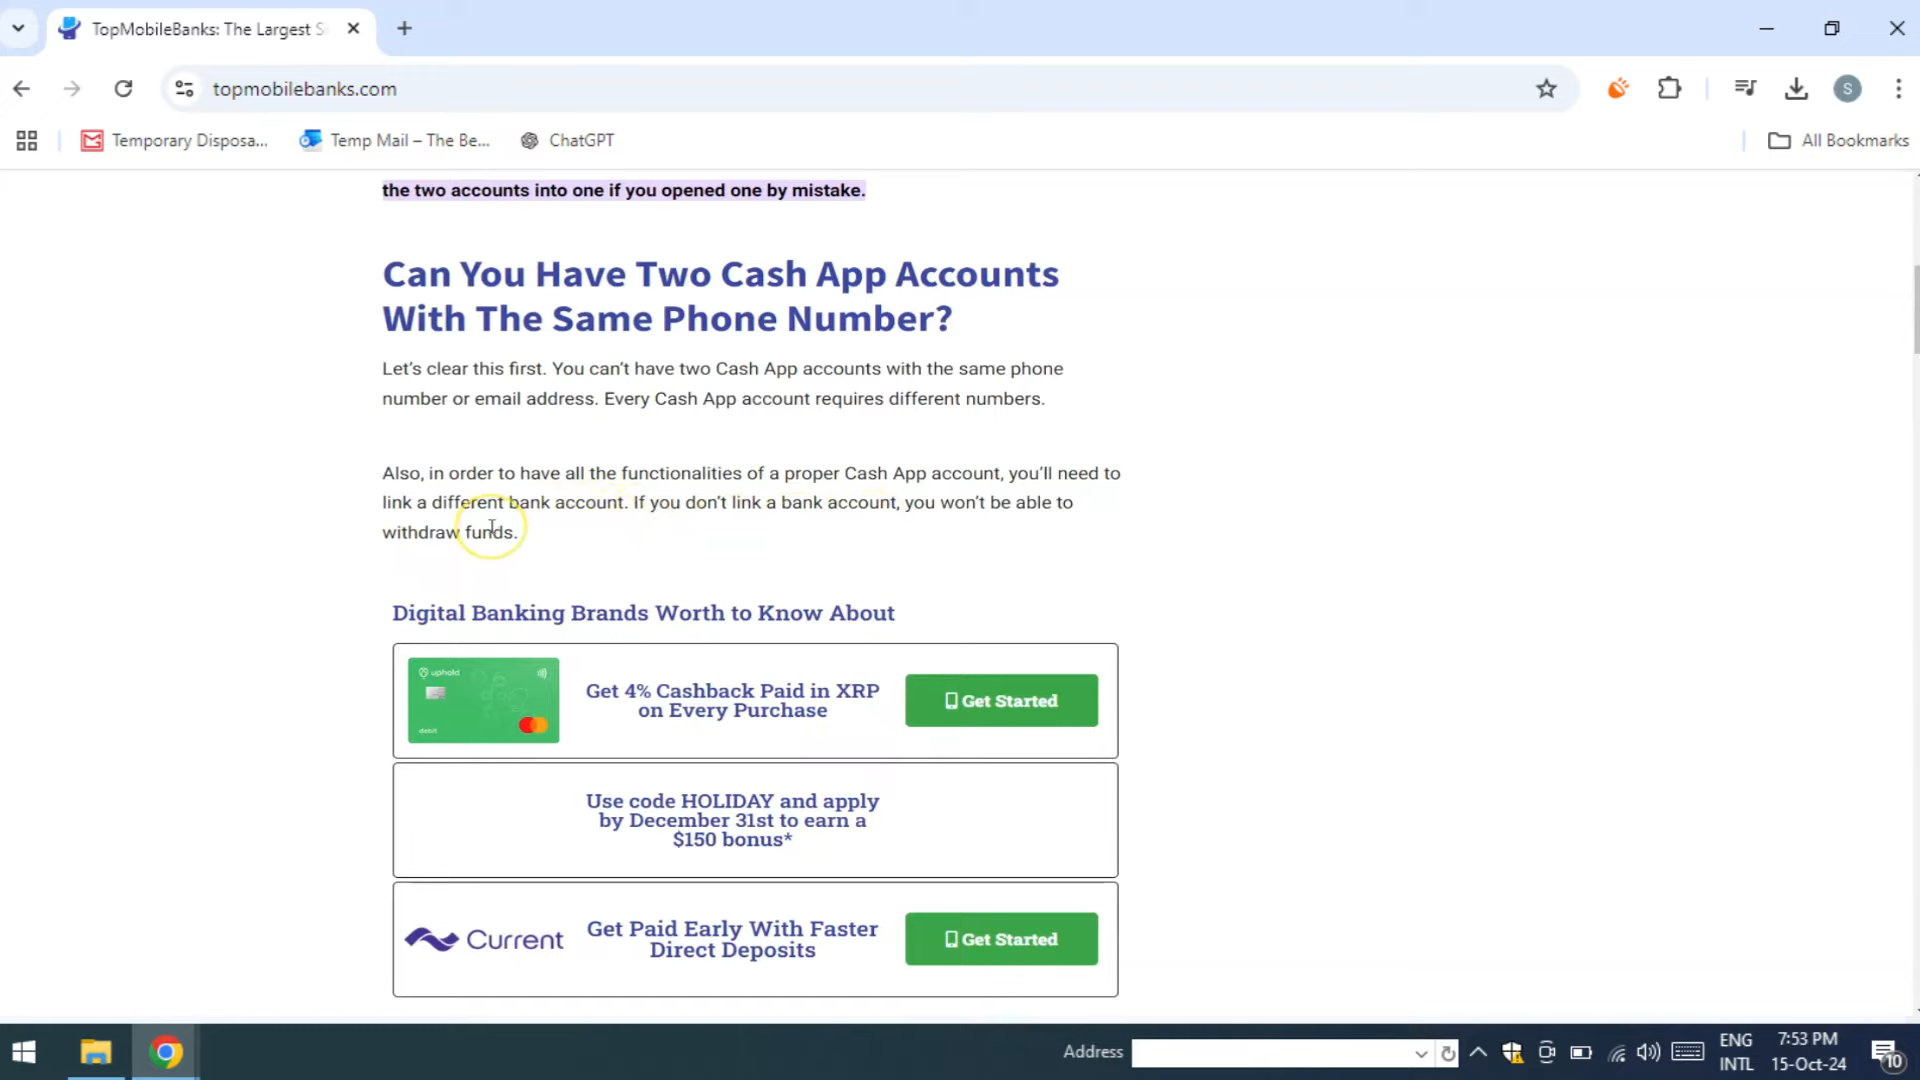 TopMobileBanks: The Largest S
topmobilebanks.com
S
Temporary Disposa...
Temp Mail – The Be...
ChatGPT
All Bookmarks
the two accounts into one if you opened one by mistake.
Can You Have Two Cash App Accounts
With The Same Phone Number?
Let's clear this first. You can't have two Cash App accounts with the same phone
number or email address. Every Cash App account requires different numbers.
Also, in order to have all the functionalities of a proper Cash App account, you'll need to
link a different bank account. If you don't link a bank account, you won't be able to
withdraw funds.
Digital Banking Brands Worth to Know About
uphold
debit
Get 4% Cashback Paid in XRP
on Every Purchase
Get Started
Use code HOLIDAY and apply
by December 31st to earn a
$150 bonus*
Current
Get Paid Early With Faster
Direct Deposits
Get Started
Address
ENG
INTL
7:53 PM
15-Oct-24
10